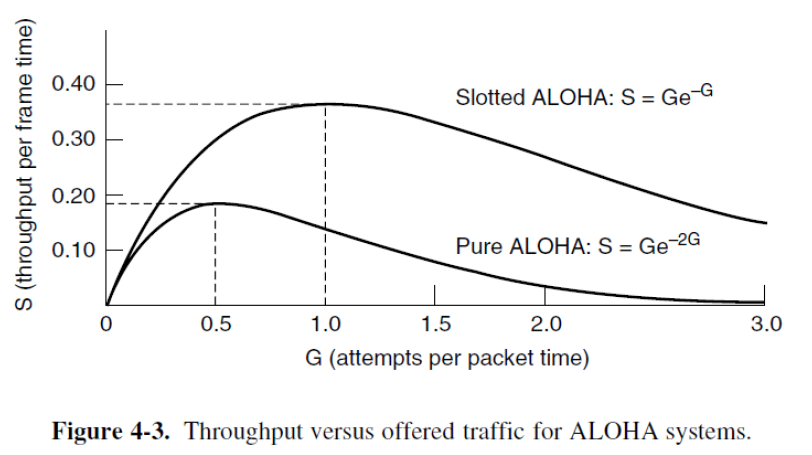 S (throughput per frame time)
0.40
0.30
0.20
0.10
Slotted ALOHA: S = Ge⁻ᴳ
Pure ALOHA: S = Ge⁻²ᴳ
0 0.5 1.0 1.5 2.0 3.0
G (attempts per packet time)
Figure 4-3. Throughput versus offered traffic for ALOHA systems.